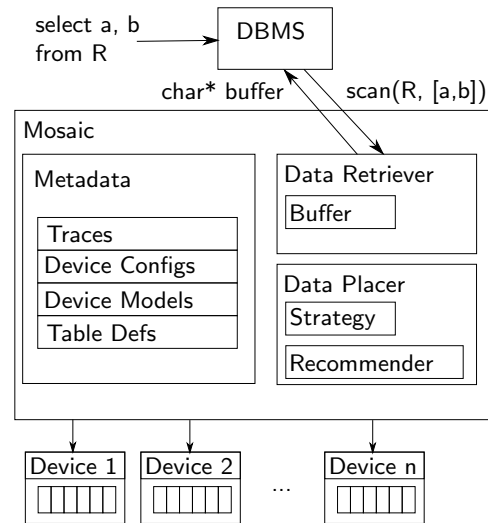 select a, b
from R
DBMS
char* buffer
scan(R, [a,b])
Mosaic
Metadata
Traces
Device Configs
Device Models
Table Defs
Data Retriever
Buffer
Data Placer
Strategy
Recommender
Device 1
Device 2
...
Device n